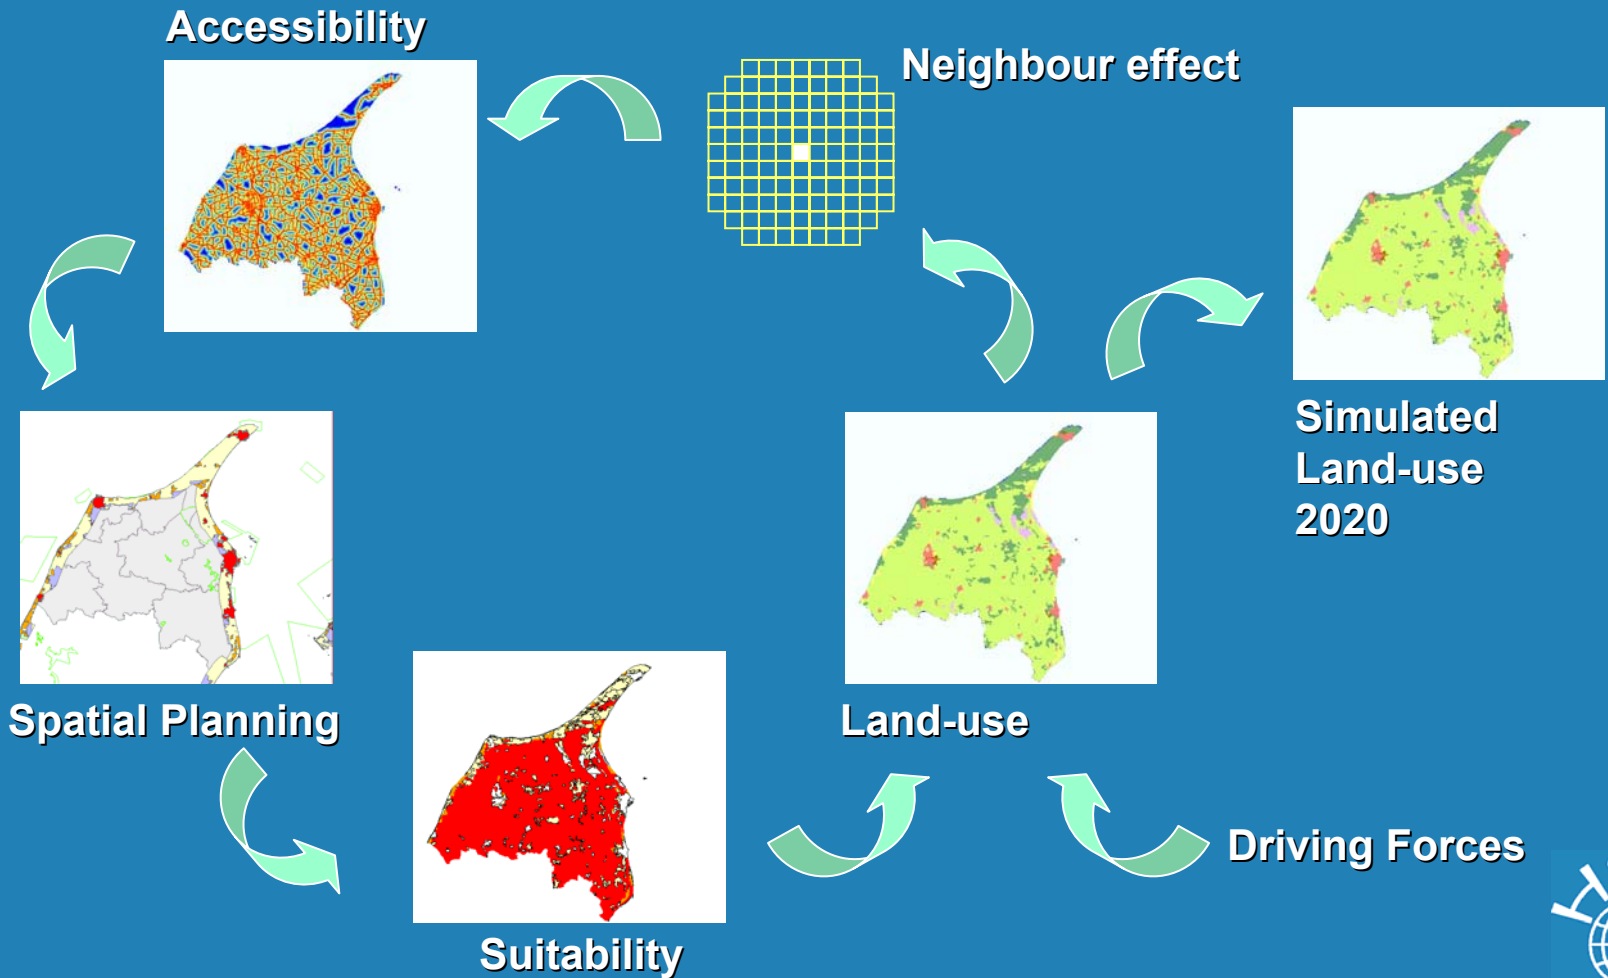 Accessibility
Neighbour effect
Simulated
Land-use
2020
Spatial Planning
Land-use
Driving Forces
Suitability